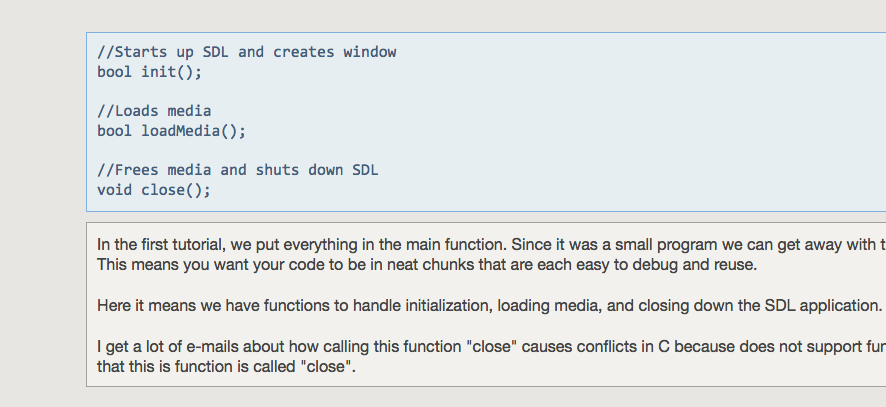 //Starts up SDL and creates window
bool init();
//Loads media
bool loadMedia();
//Frees media and shuts down SDL
void close();
In the first tutorial, we put everything in the main function. Since it was a small program we can get away with
This means you want your code to be in neat chunks that are each easy to debug and reuse.
Here it means we have functions to handle initialization, loading media, and closing down the SDL application.
I get a lot of e-mails about how calling this function "close" causes conflicts in C because does not support
that this is function is called "close".